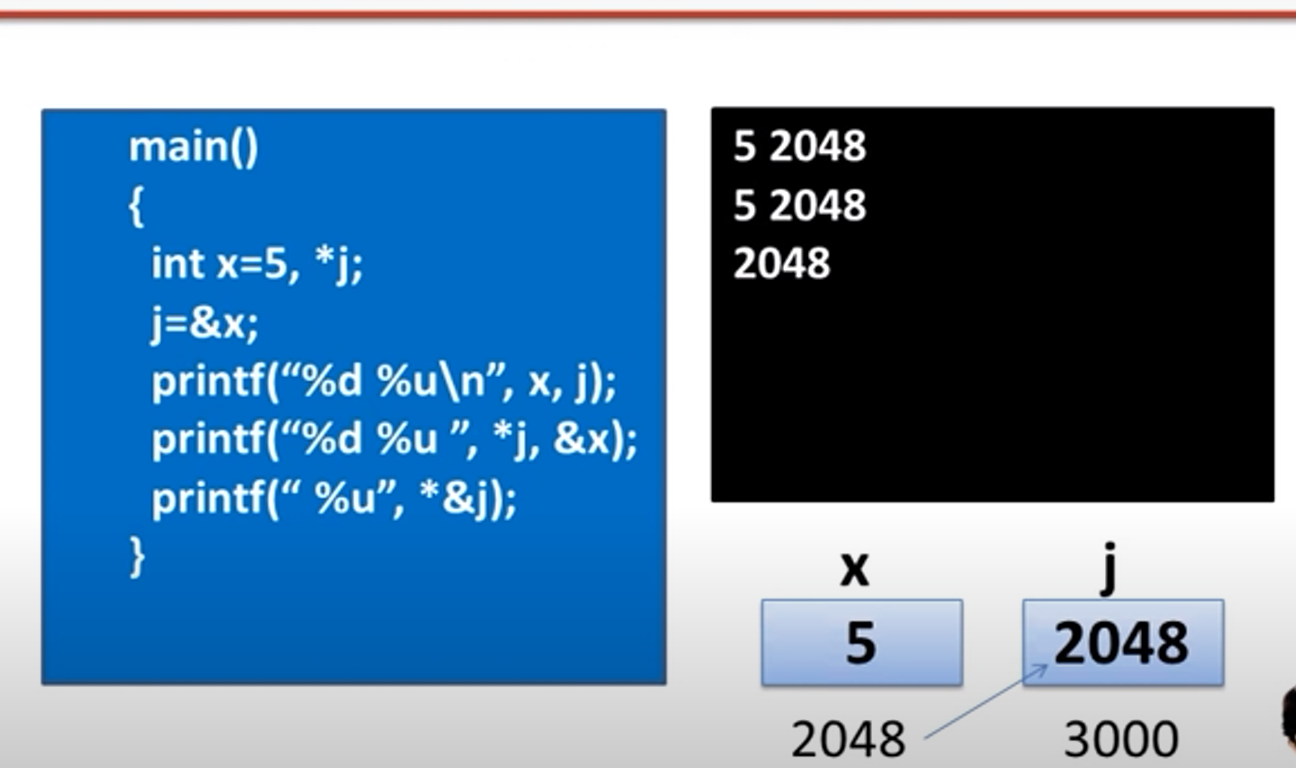 main()
{
int x=5, *j;
j=&x;
printf(“%d %u\n”, x, j);
printf(“%d %u ”, *j, &x);
printf(“ %u”, *&j);
}
5 2048
5 2048
2048
x j
5 2048
2048 3000